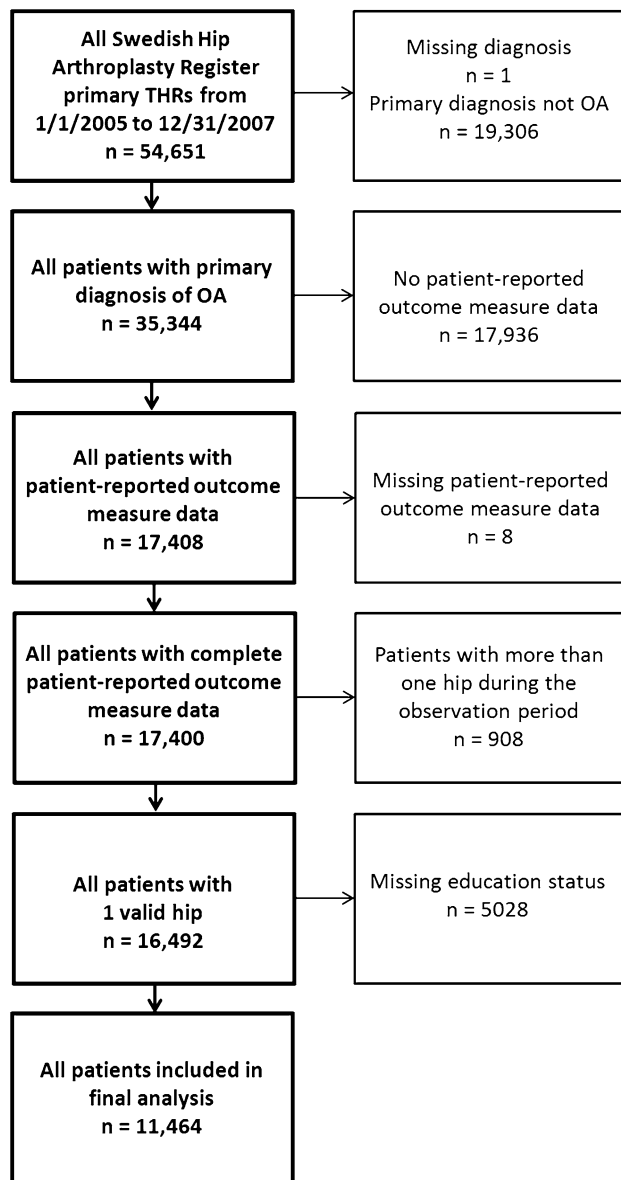 All Swedish Hip
Arthroplasty Register
primary THRs from
1/1/2005 to 12/31/2007
n = 54,651
Missing diagnosis
n = 1
Primary diagnosis not OA
n = 19,306
All patients with primary
diagnosis of OA
n = 35,344
No patient-reported
outcome measure data
n = 17,936
All patients with
patient-reported outcome
measure data
n = 17,408
Missing patient-reported
outcome measure data
n = 8
All patients with complete
patient-reported outcome
measure data
n = 17,400
Patients with more than
one hip during the
observation period
n = 908
All patients with
1 valid hip
n = 16,492
Missing education status
n = 5028
All patients included in
final analysis
n = 11,464